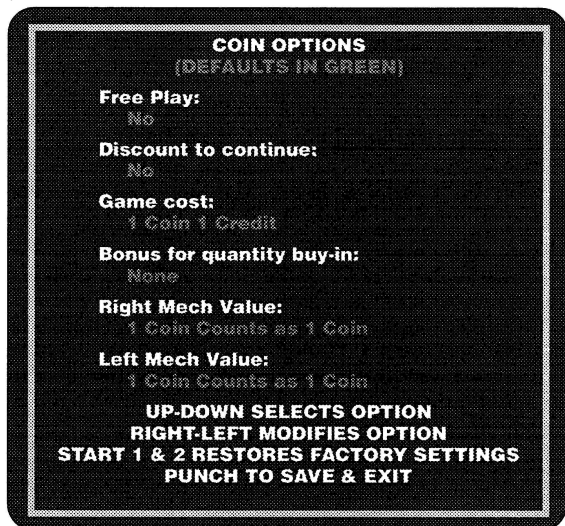 COIN OPTIONS
(DEFAULTS IN GREEN)
Free Play:
No
Discount to continue:
No
Game cost:
1 Coin 1 Credit
Bonus for quantity buy-in:
None
Right Mech Value:
1 Coin Counts as 1 Coin
Left Mech Value:
1 Coin Counts as 1 Coin
UP-DOWN SELECTS OPTION
RIGHT-LEFT MODIFIES OPTION
START 1 & 2 RESTORES FACTORY SETTINGS
PUNCH TO SAVE & EXIT